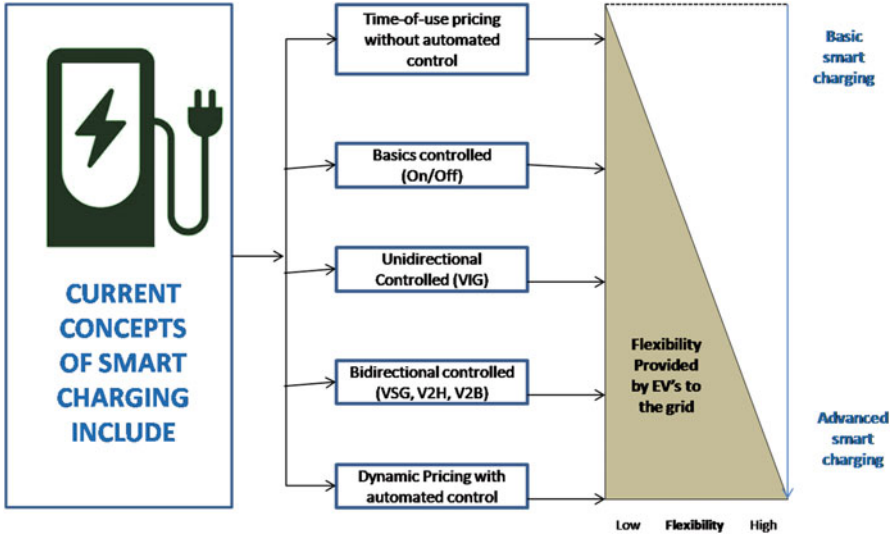 CURRENT
CONCEPTS
OF SMART
CHARGING
INCLUDE
Time-of-use pricing
without automated
control
Basics controlled
(On/Off)
Unidirectional
Controlled (VIG)
Bidirectional controlled
(VSG, V2H, V2B)
Dynamic Pricing with
automated control
Flexibility
Provided
by EV's to
the grid
Low Flexibility High
Basic
smart
charging
Advanced
smart
charging